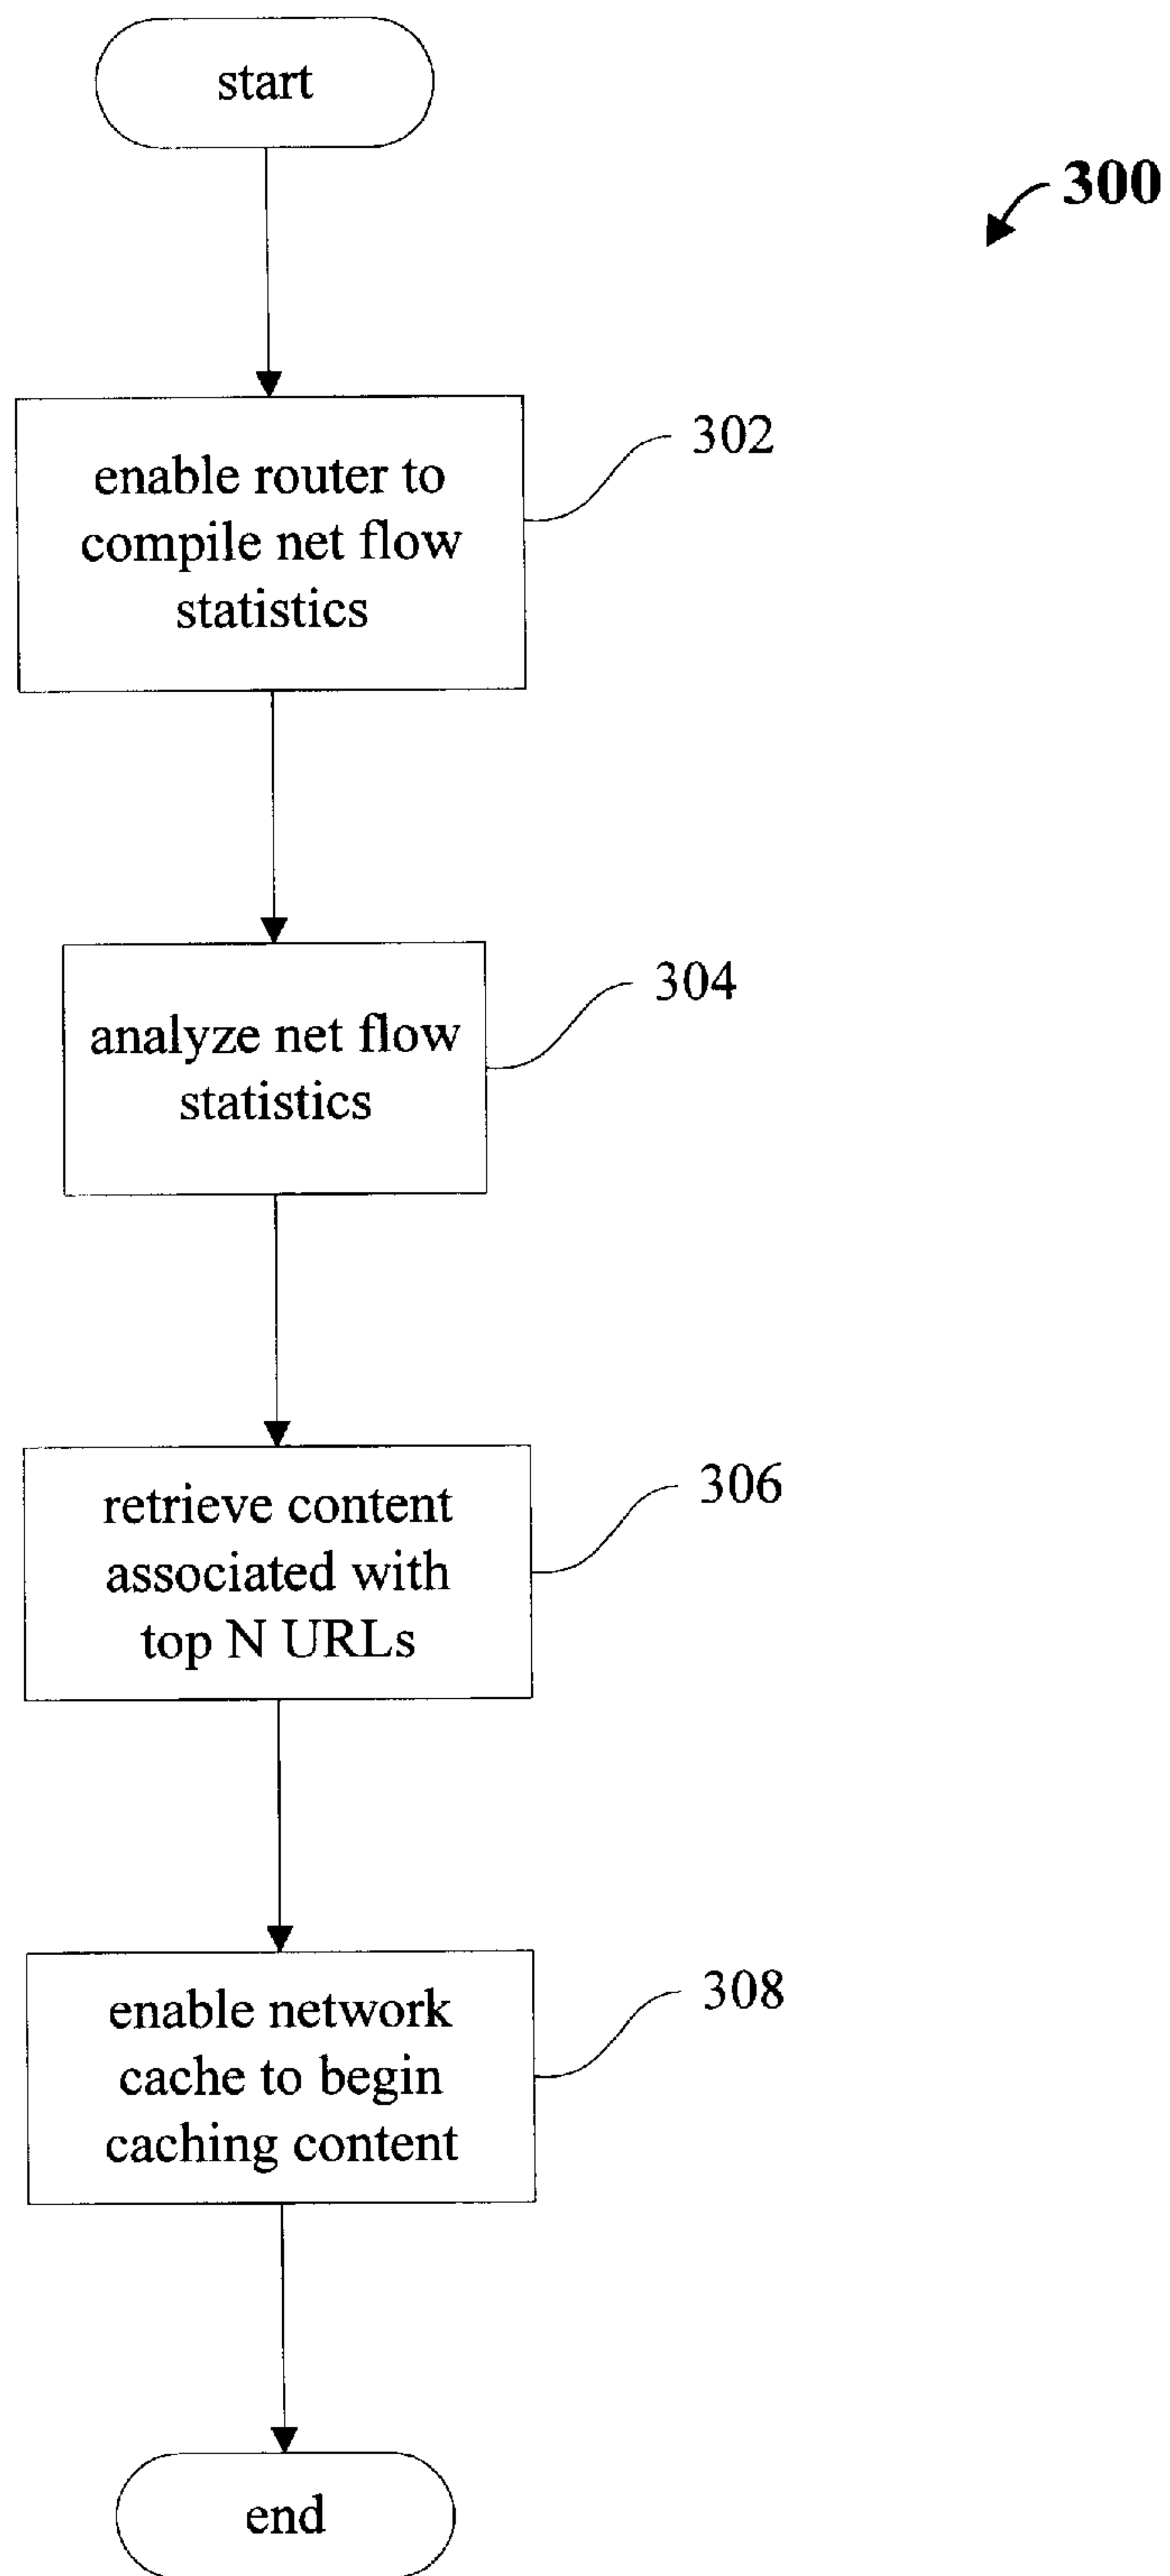 start
300
enable router to
compile net flow
statistics
302
analyze net flow
statistics
304
retrieve content
associated with
top N URLs
306
enable network
cache to begin
caching content
308
end